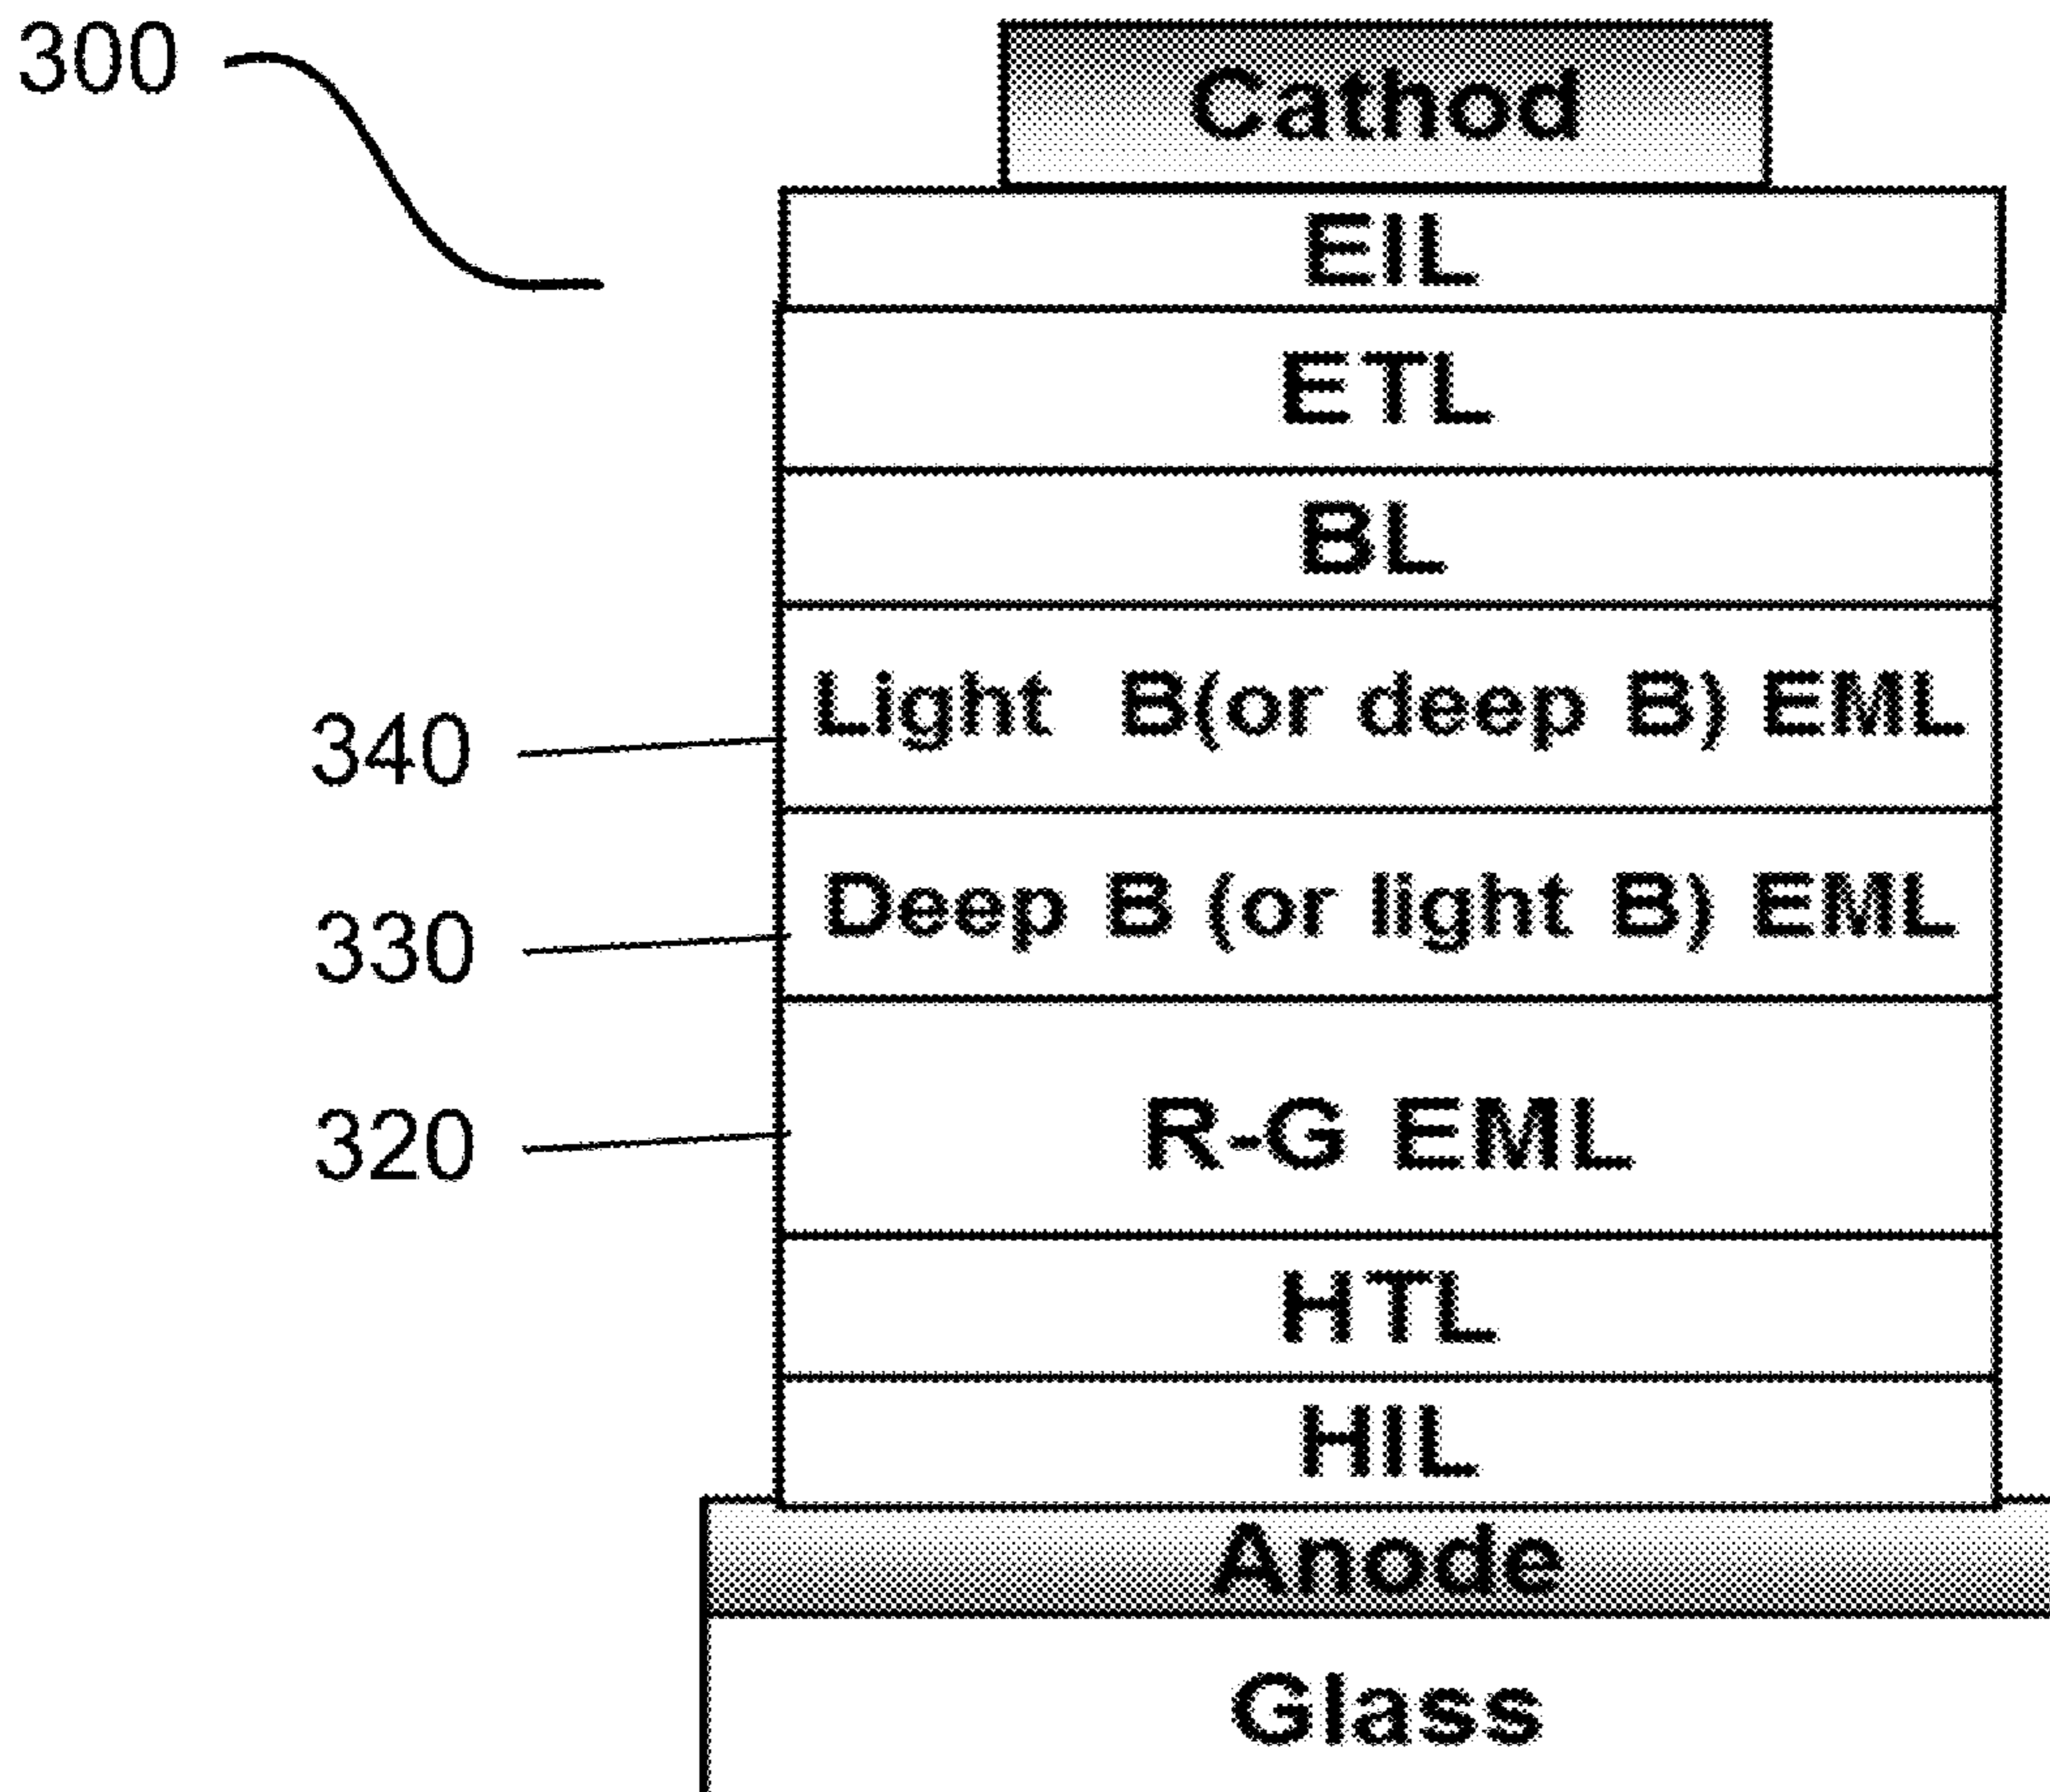 300
Cathod
EIL
ETL
BL
Light B(or deep B) EML
340
Deep B (or light B) EML
330
R-G EML
320
HTL
HIL
Anode
Glass